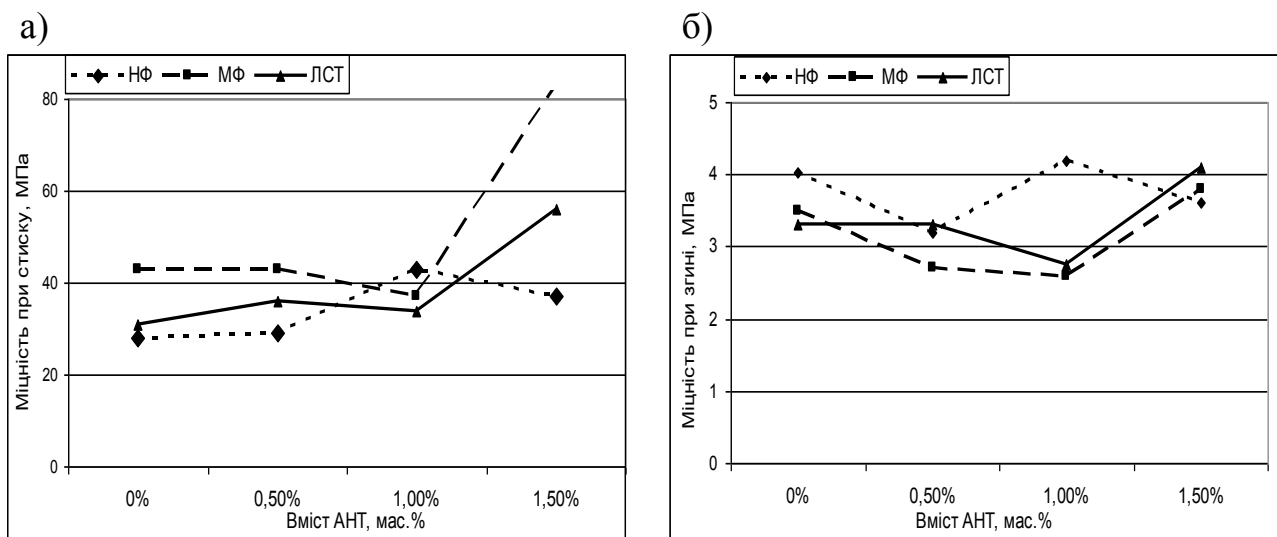 а)
НФ МФ ЛСТ
Міцність при стиску, МПа
80
60
40
20
0
0% 0,50% 1,00% 1,50%
Вміст АНТ, мас.%
б)
НФ МФ ЛСТ
Міцність при згині, МПа
5
4
3
2
1
0
0% 0,50% 1,00% 1,50%
Вміст АНТ, мас.%